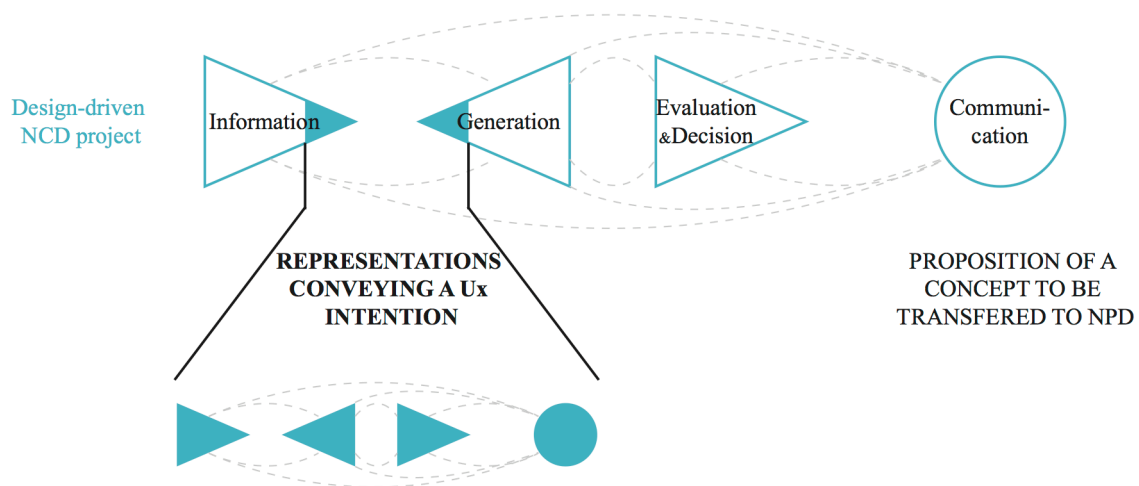 Design-driven
NCD project
Information
Generation
Evaluation
&Decision
Communi-
cation
REPRESENTATIONS
CONVEYING A Ux
INTENTION
PROPOSITION OF A
CONCEPT TO BE
TRANSFERED TO NPD